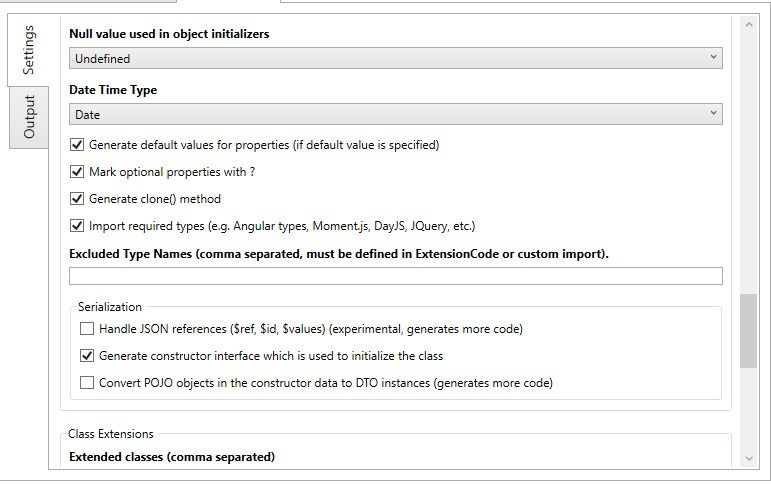 Settings
Output
Null value used in object initializers
Undefined
Date Time Type
Date
Generate default values for properties (if default value is specified)
Mark optional properties with ?
Generate clone() method
Import required types (e.g. Angular types, Moment.js, DayJS, JQuery, etc.)
Excluded Type Names (comma separated, must be defined in ExtensionCode or custom import).
Serialization
Handle JSON references ($ref, $id, $values) (experimental, generates more code)
Generate constructor interface which is used to initialize the class
Convert POJO objects in the constructor data to DTO instances (generates more code)
Class Extensions
Extended classes (comma separated)